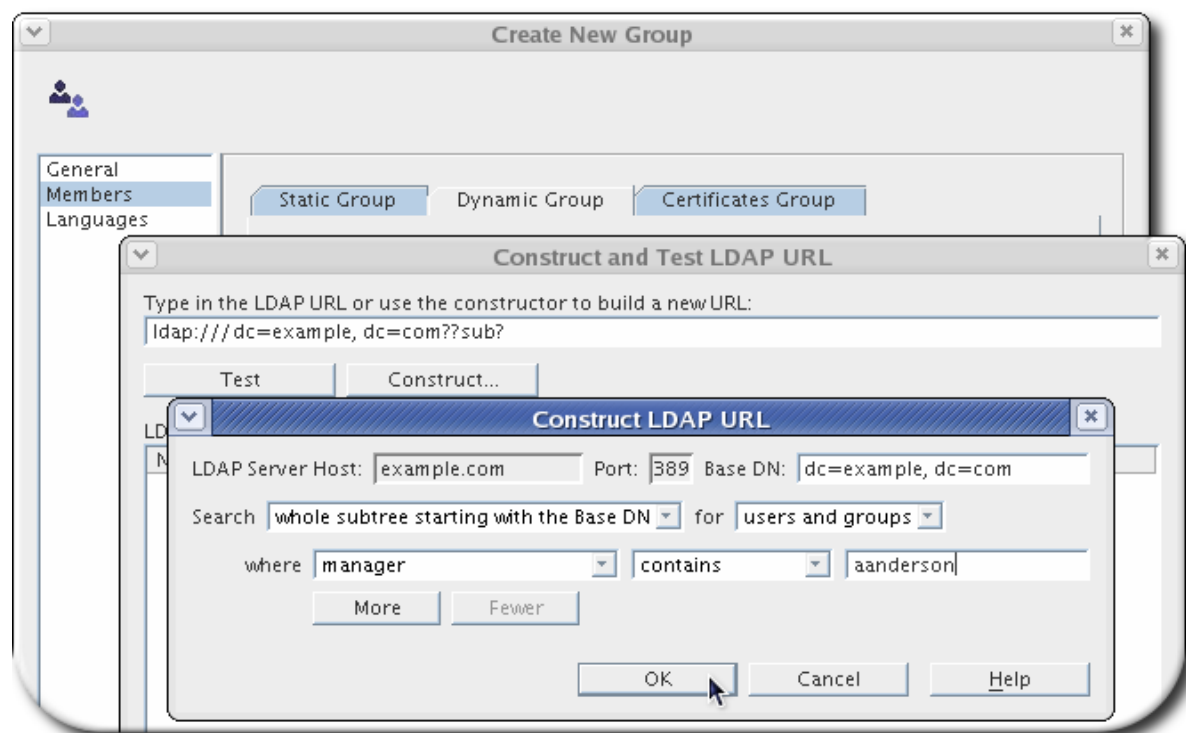 Create New Group
General
Members
Languages
Static Group Dynamic Group Certificates Group
Construct and Test LDAP URL
Type in the LDAP URL or use the constructor to build a new URL:
ldap:///dc=example, dc=com??sub?
Test Construct...
LD
N
Construct LDAP URL
LDAP Server Host: example.com Port: 389 Base DN: dc=example, dc=com
Search whole subtree starting with the Base DN for users and groups
where manager contains aanderson
More Fewer
OK Cancel Help